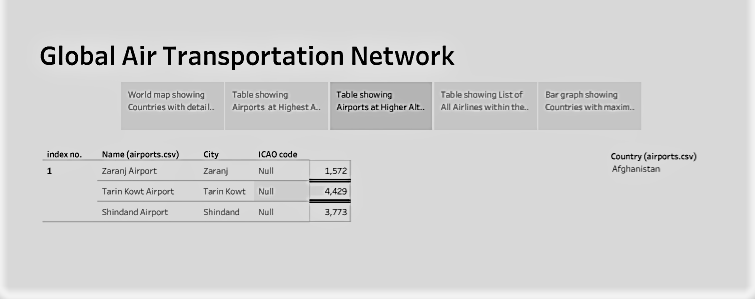 Global Air Transportation Network
World map showing
Countries with detail..
Table showing
Airports at Highest A..
Table showing
Airports at Higher Alt..
Table showing List of
All Airlines within the..
Bar graph showing
Countries with maxim..
index no. Name (airports.csv) City ICAO code
1 Zaranj Airport Zaranj Null 1,572
Tarin Kowt Airport Tarin Kowt Null 4,429
Shindand Airport Shindand Null 3,773
Country (airports.csv)
Afghanistan